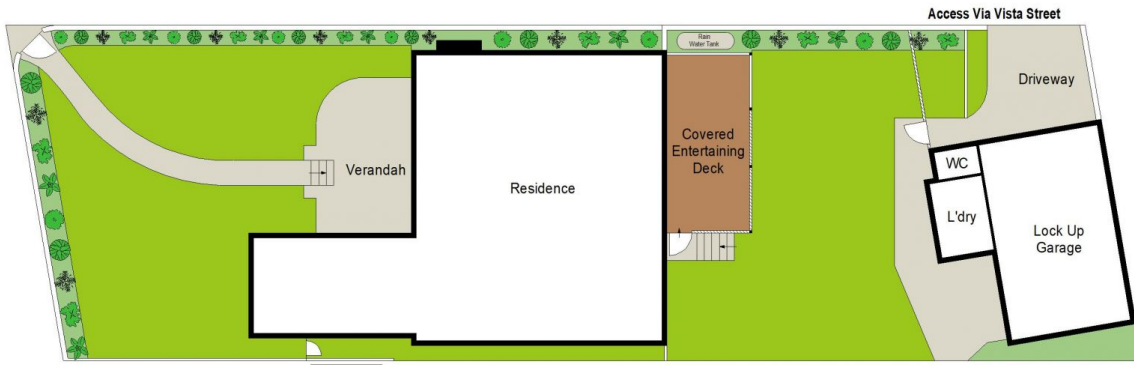 Access Via Vista Street
Rain
Water Tank
Driveway
Covered
Entertaining
Deck
Verandah
Residence
WC
L'dry
Lock Up
Garage